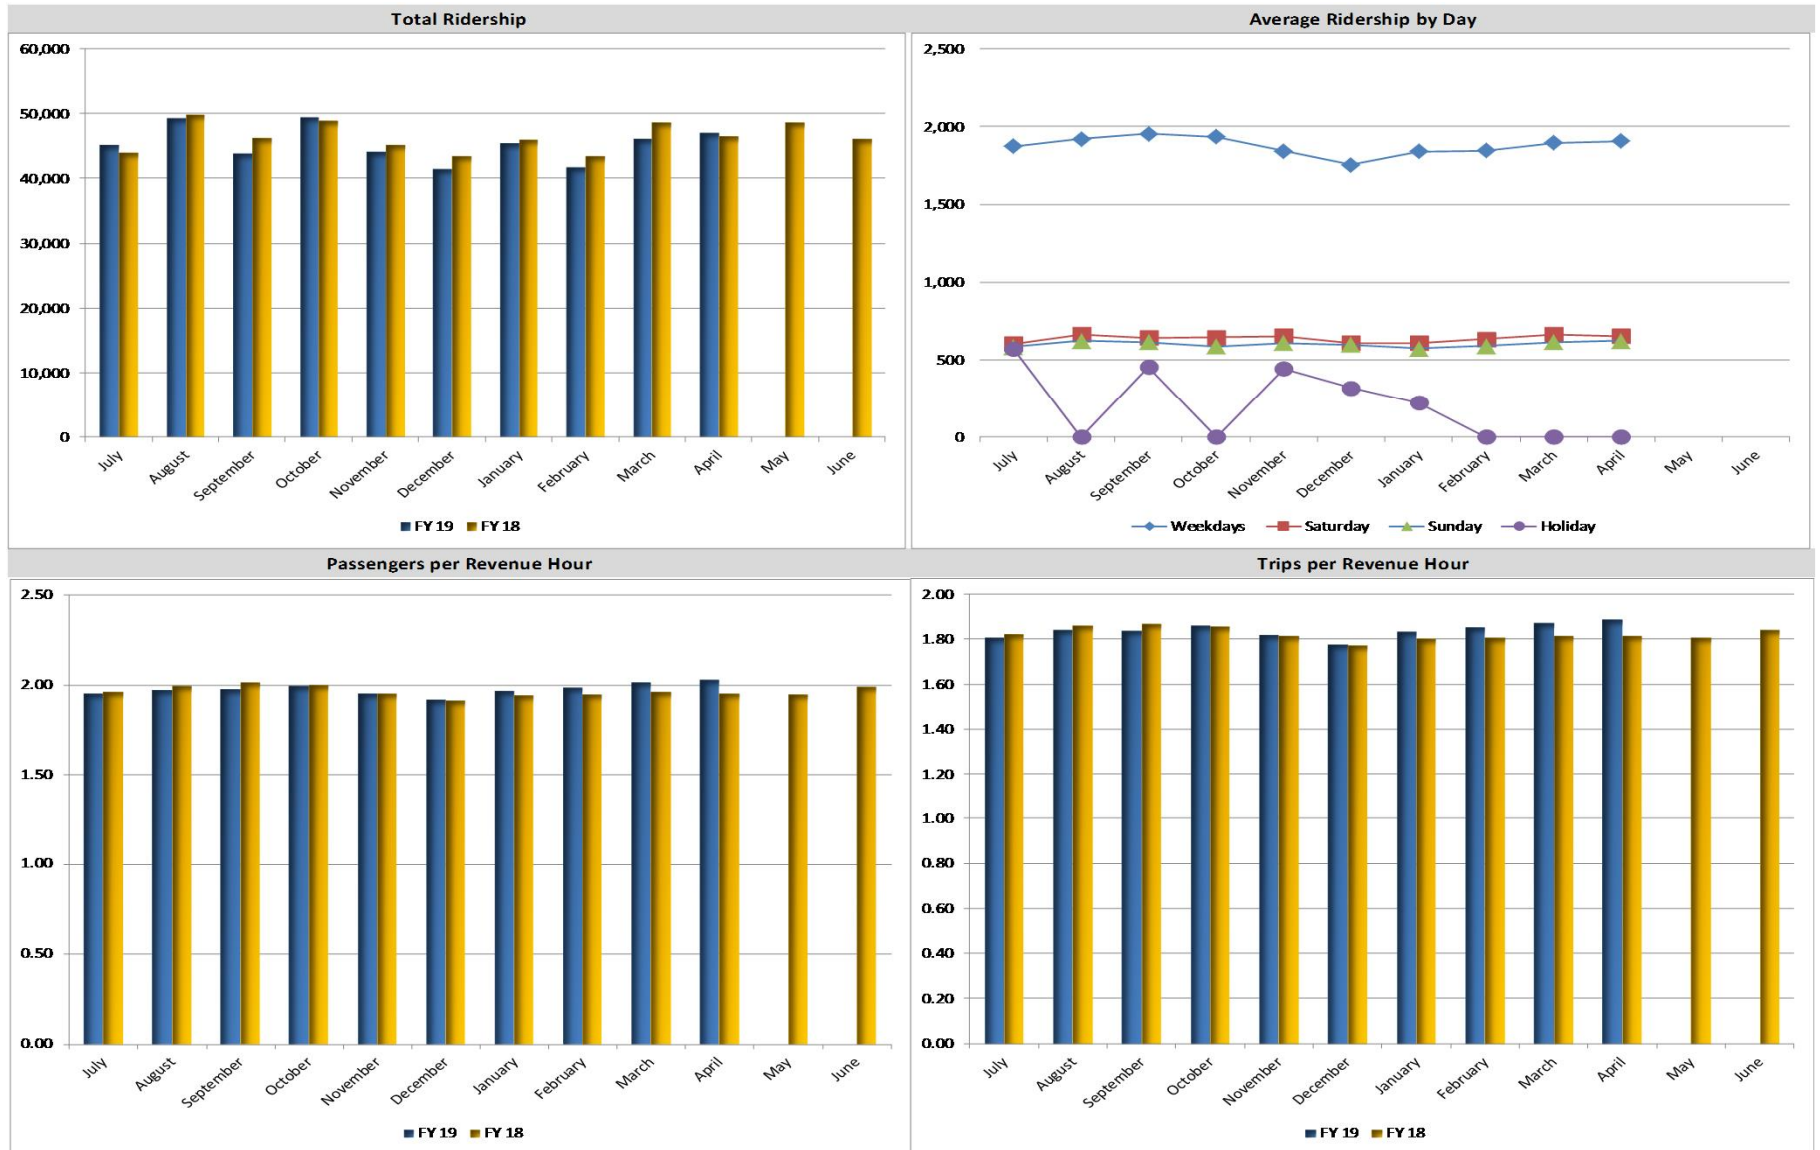 Total Ridership
60,000
50,000
40,000
30,000
20,000
10,000
0
July August September October November December January February March April May June
FY 19 FY 18
Average Ridership by Day
2,500
2,000
1,500
1,000
500
0
July August September October November December January February March April May June
Weekdays Saturday Sunday Holiday
Passengers per Revenue Hour
2.50
2.00
1.50
1.00
0.50
0.00
July August September October November December January February March April May June
FY 19 FY 18
Trips per Revenue Hour
2.00
1.80
1.60
1.40
1.20
1.00
0.80
0.60
0.40
0.20
0.00
July August September October November December January February March April May June
FY 19 FY 18